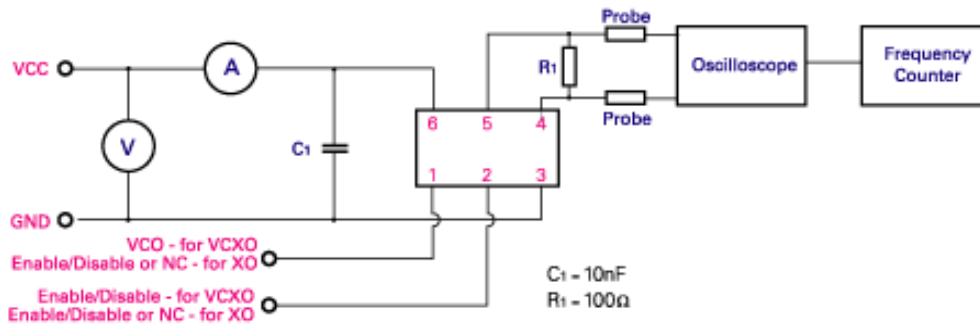 Probe
VCC
A
R1
Oscilloscope
Frequency
Counter
Probe
6 5 4
V
C1
1 2 3
GND
VCO - for VCXO
Enable/Disable or NC - for XO
C1 - 10nF
Enable/Disable - for VCXO
R1 - 100Ω
Enable/Disable or NC - for XO